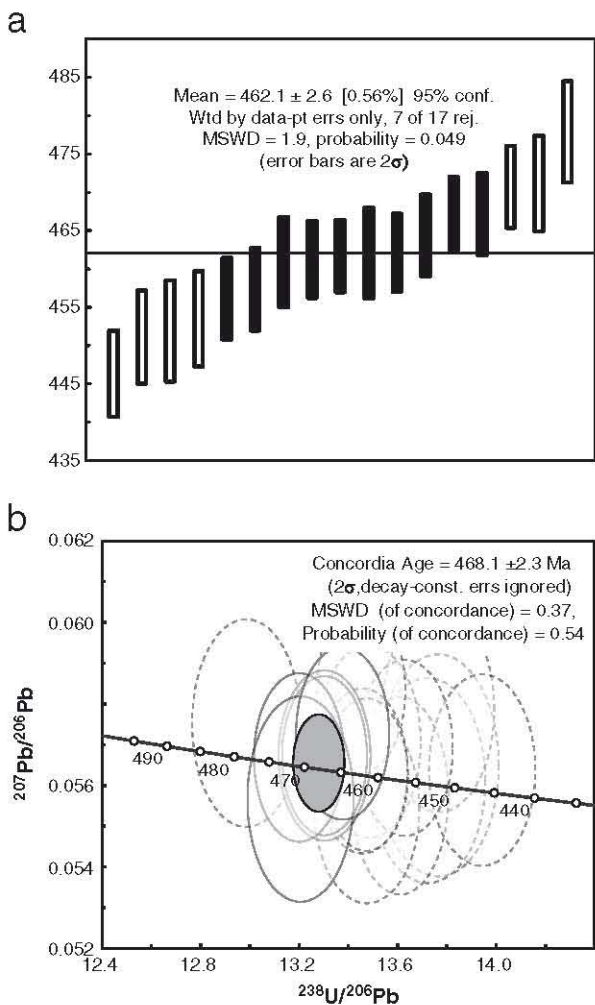 a
485
475
465
455
445
435
Mean = 462.1 ± 2.6 [0.56%] 95% conf.
Wtd by data-pt errs only, 7 of 17 rej.
MSWD = 1.9, probability = 0.049
(error bars are 2σ)
b
0.062
0.060
0.058
0.056
0.054
0.052
²⁰⁷Pb/²⁰⁶Pb
Concordia Age = 468.1 ±2.3 Ma
(2σ,decay-const. errs ignored)
MSWD (of concordance) = 0.37,
Probability (of concordance) = 0.54
490
480
470
460
450
440
12.4
12.8
13.2
13.6
14.0
²³⁸U/²⁰⁶Pb